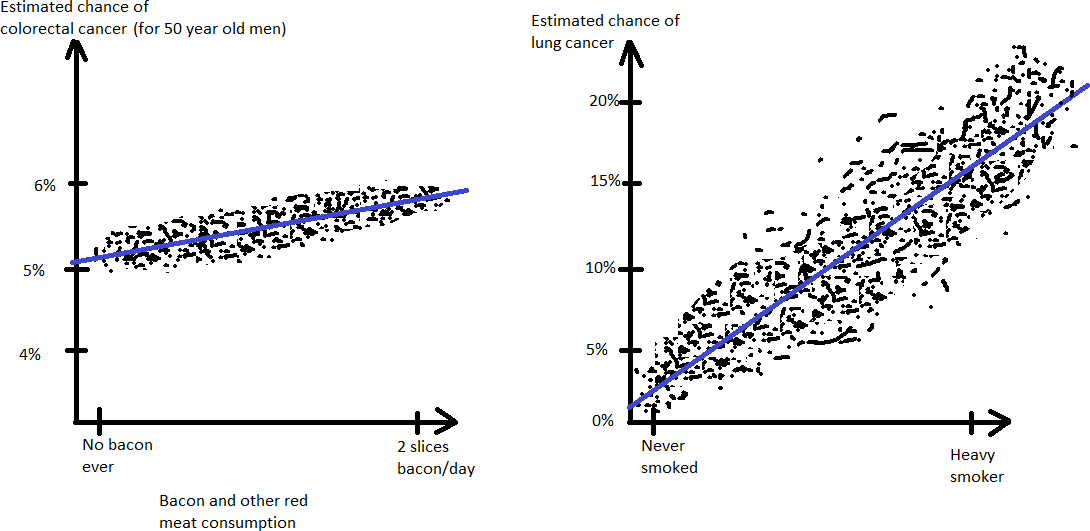 Estimated chance of
colorectal cancer (for 50 year old men)
6%
5%
4%
No bacon
ever
2 slices
bacon/day
Bacon and other red
meat consumption
Estimated chance of
lung cancer
20%
15%
10%
5%
0%
Never
smoked
Heavy
smoker